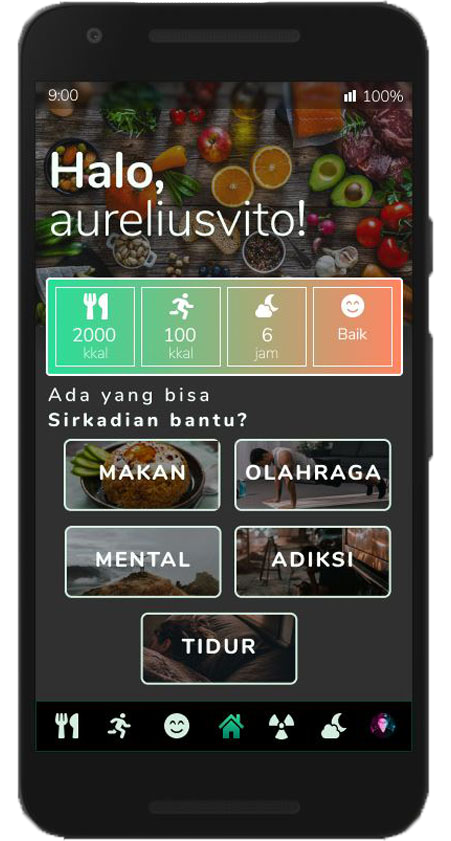 9:00 100%
Halo,
aureliusvito!
2000 100 6 Baik
kkal kkal jam
Ada yang bisa
Sirkadian bantu?
MAKAN OLAHRAGA
MENTAL ADIKSI
TIDUR